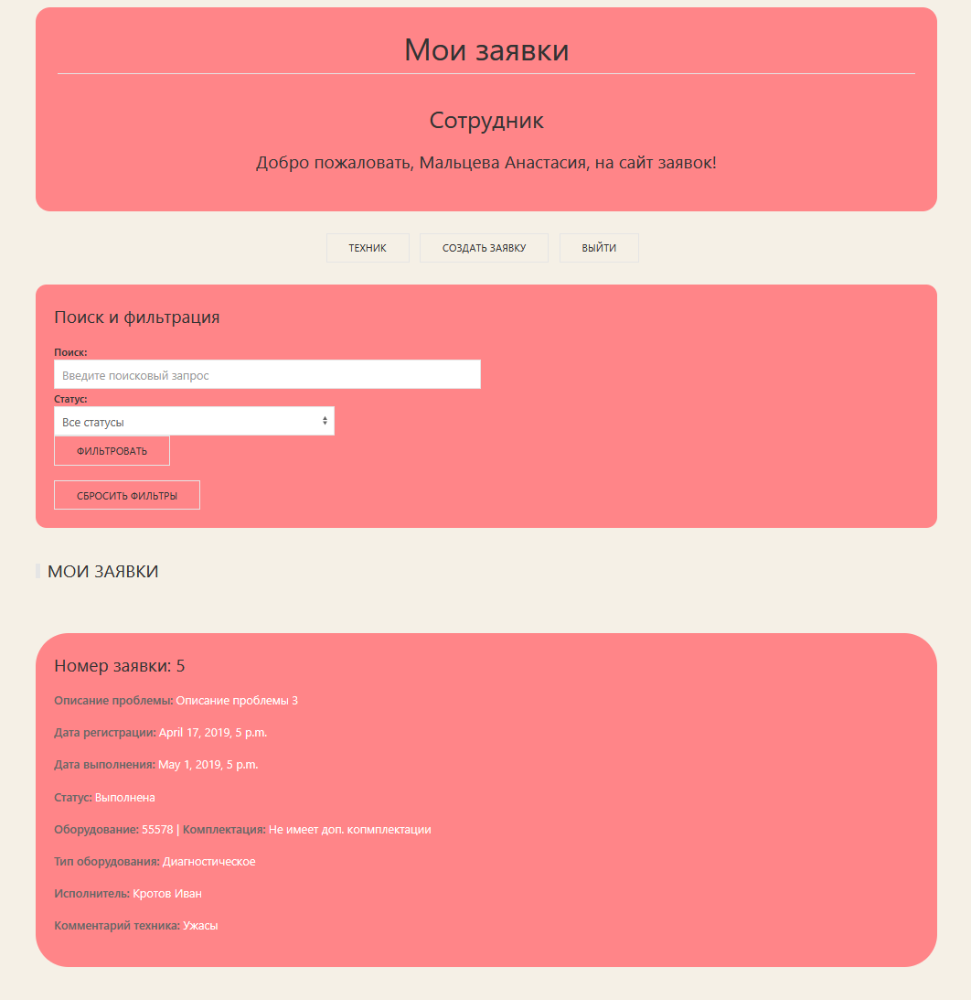 Мои заявки
Сотрудник
Добро пожаловать, Мальцева Анастасия, на сайт заявок!
ТЕХНИК СОЗДАТЬ ЗАЯВКУ ВЫЙТИ
Поиск и фильтрация
Поиск:
Введите поисковый запрос
Статус:
Все статусы
ФИЛЬТРОВАТЬ
СБРОСИТЬ ФИЛЬТРЫ
МОИ ЗАЯВКИ
Номер заявки: 5
Описание проблемы: Описание проблемы 3
Дата регистрации: April 17, 2019, 5 p.m.
Дата выполнения: May 1, 2019, 5 p.m.
Статус: Выполнена
Оборудование: 55578 | Комплектация: Не имеет доп. копмплектации
Тип оборудования: Диагностическое
Исполнитель: Кротов Иван
Комментарий техника: Ужасы